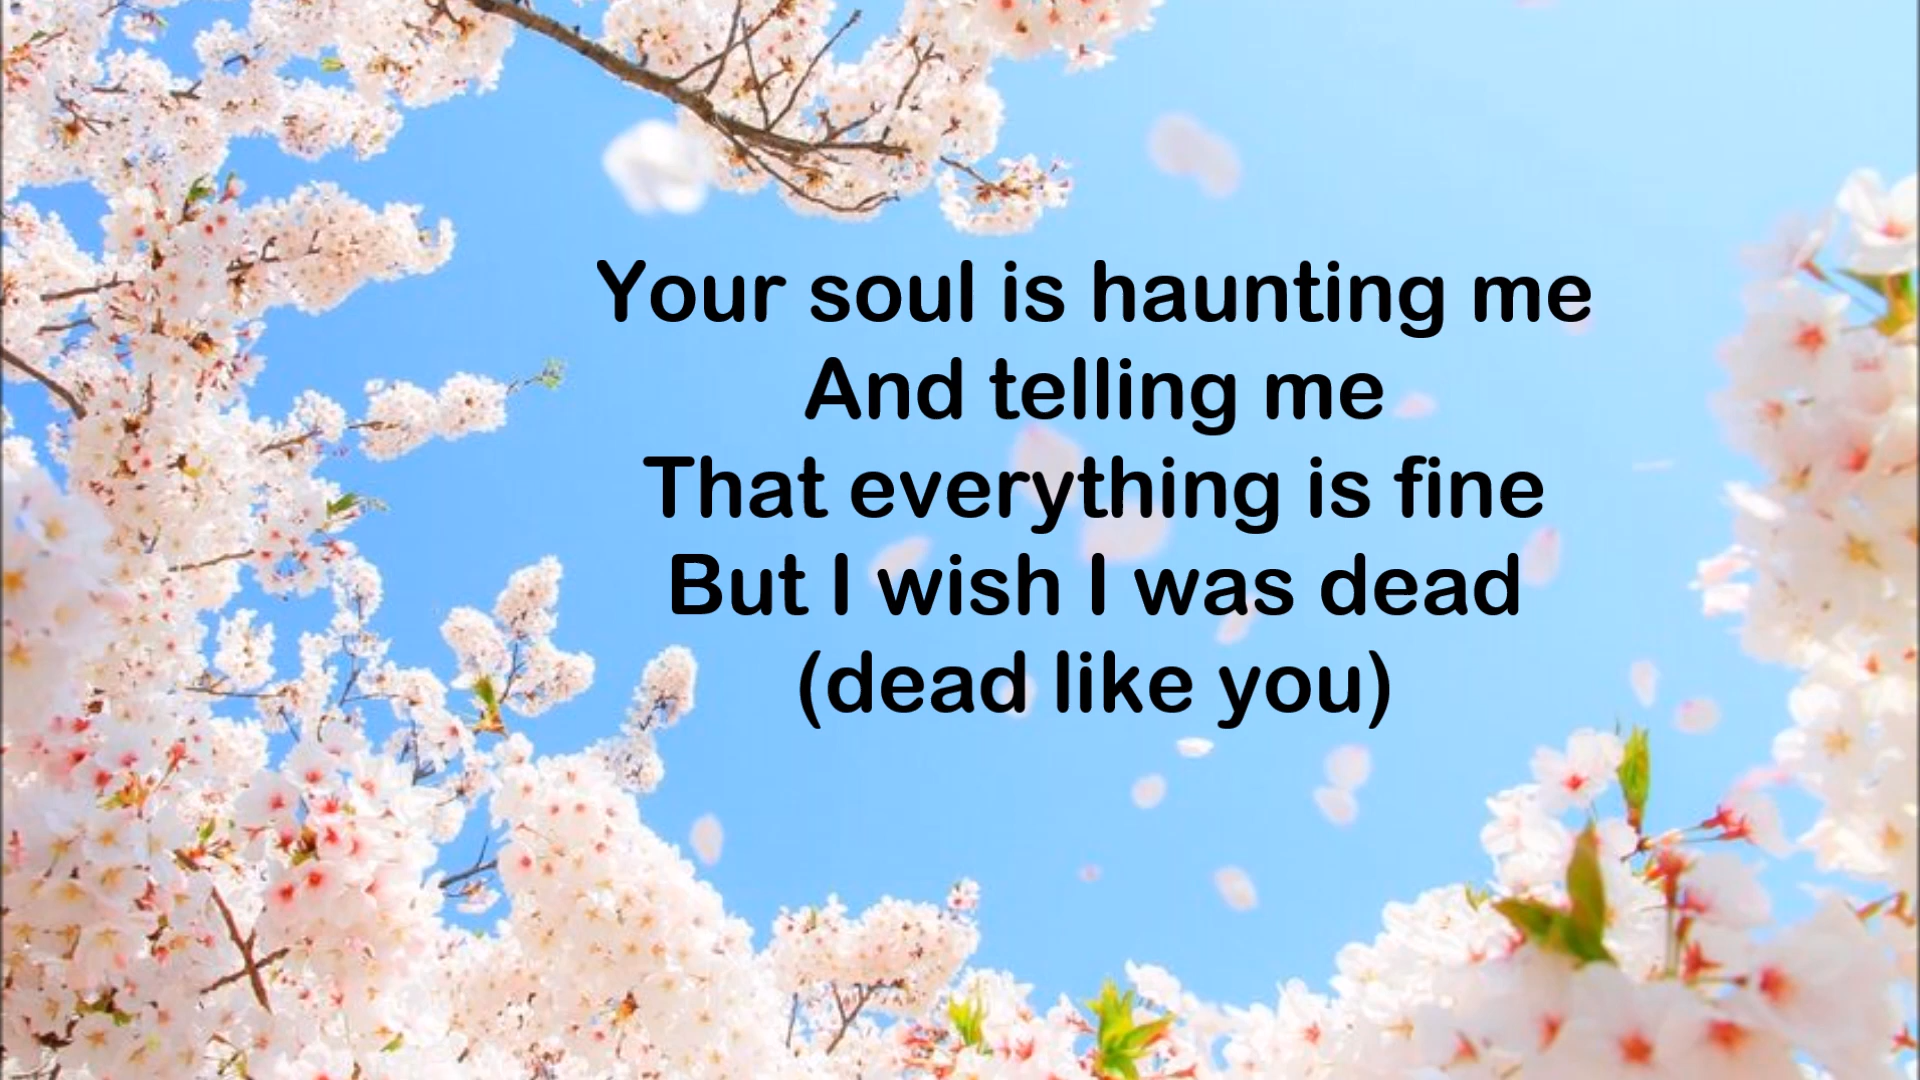 Your soul is haunting me
And telling me
That everything is fine
But I wish I was dead
(dead like you)